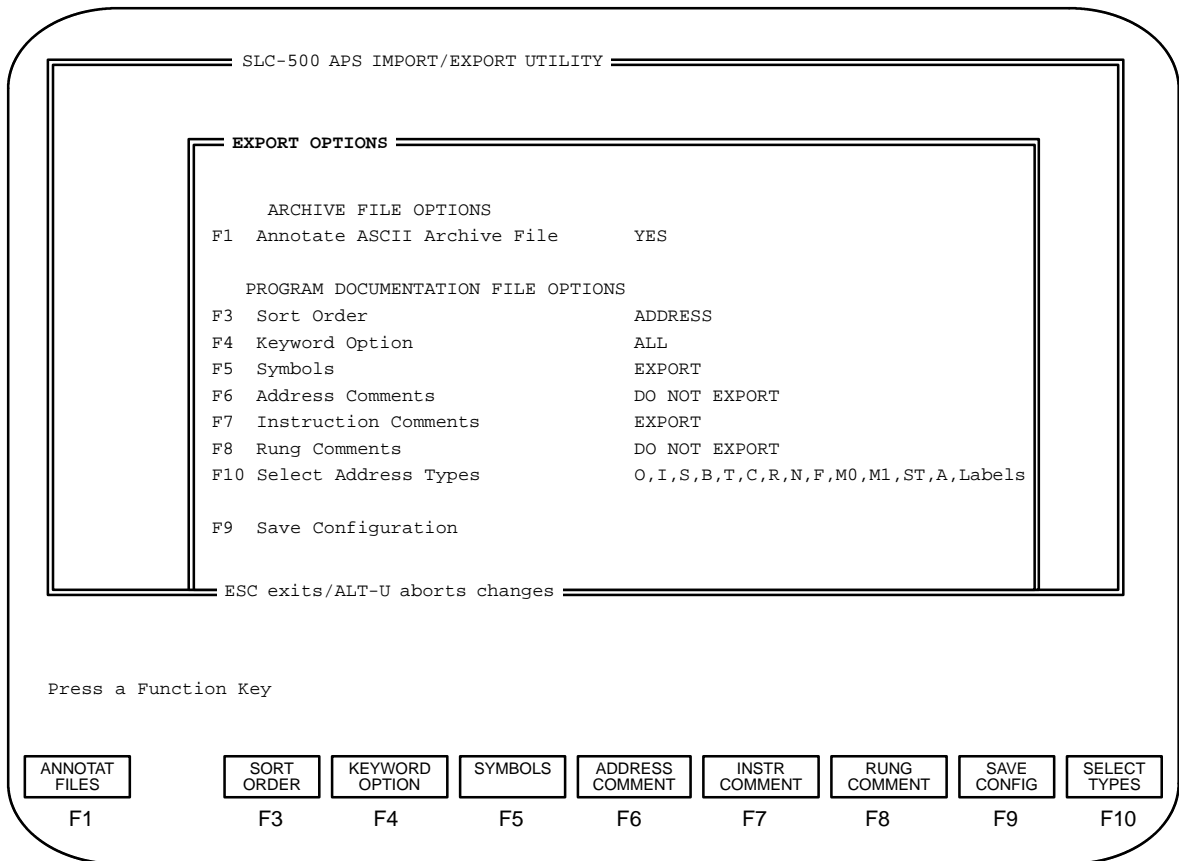 SLC-500 APS IMPORT/EXPORT UTILITY
EXPORT OPTIONS
ARCHIVE FILE OPTIONS
F1 Annotate ASCII Archive File YES
PROGRAM DOCUMENTATION FILE OPTIONS
F3 Sort Order ADDRESS
F4 Keyword Option ALL
F5 Symbols EXPORT
F6 Address Comments DO NOT EXPORT
F7 Instruction Comments EXPORT
F8 Rung Comments DO NOT EXPORT
F10 Select Address Types O,I,S,B,T,C,R,N,F,M0,M1,ST,A,Labels
F9 Save Configuration
ESC exits/ALT-U aborts changes
Press a Function Key
ANNOTAT SORT KEYWORD SYMBOLS ADDRESS INSTR RUNG SAVE SELECT
FILES ORDER OPTION COMMENT COMMENT COMMENT CONFIG TYPES
F1 F3 F4 F5 F6 F7 F8 F9 F10